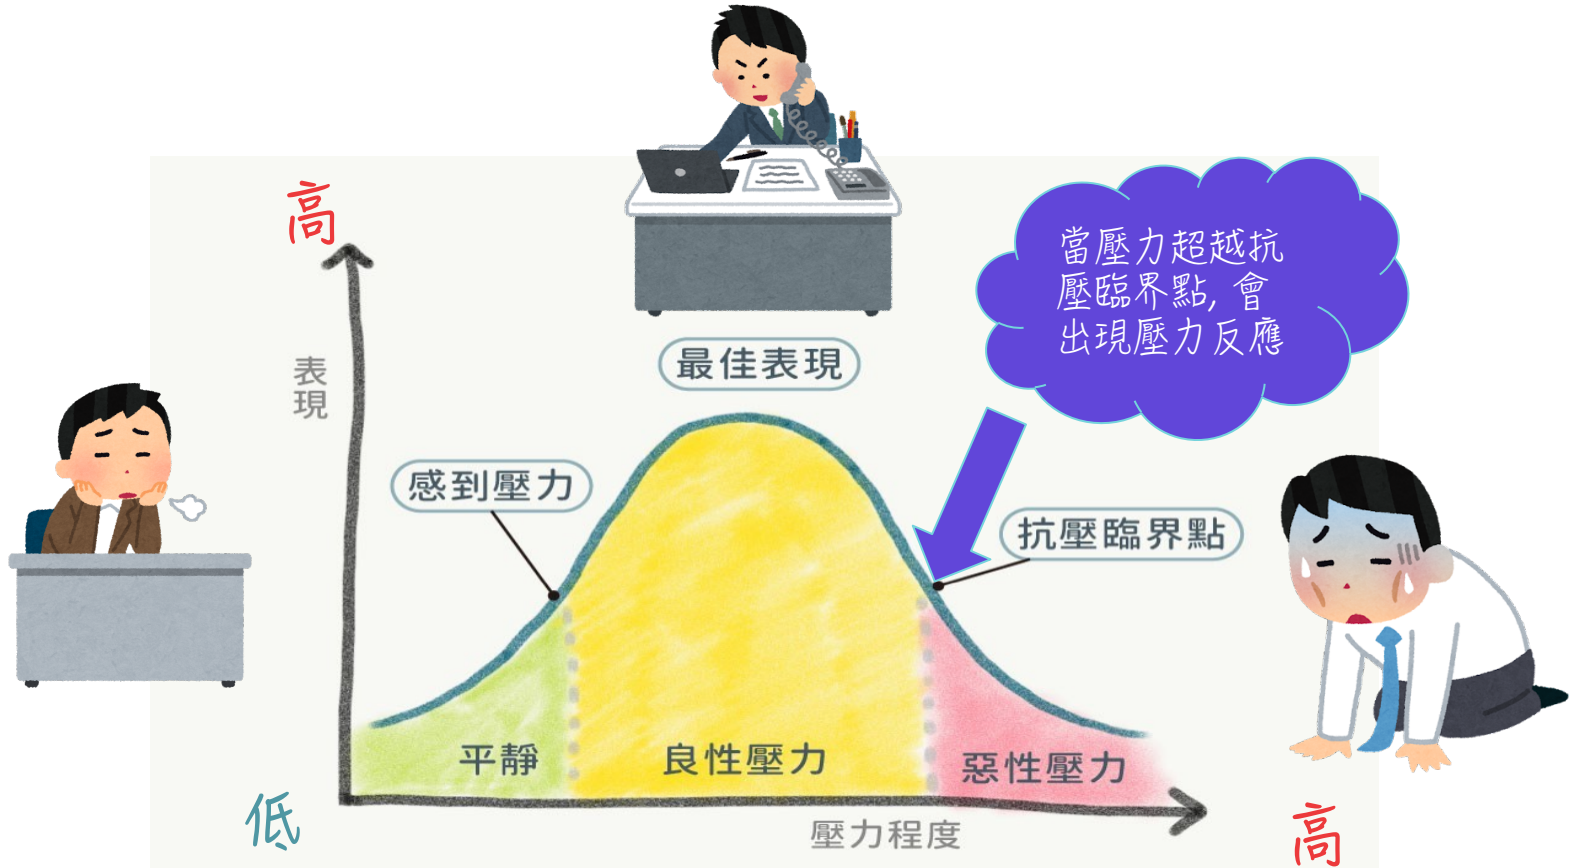 高
當壓力超越抗
壓臨界點, 會
出現壓力反應
表現
最佳表現
感到壓力
抗壓臨界點
平靜
良性壓力
惡性壓力
低
壓力程度
高